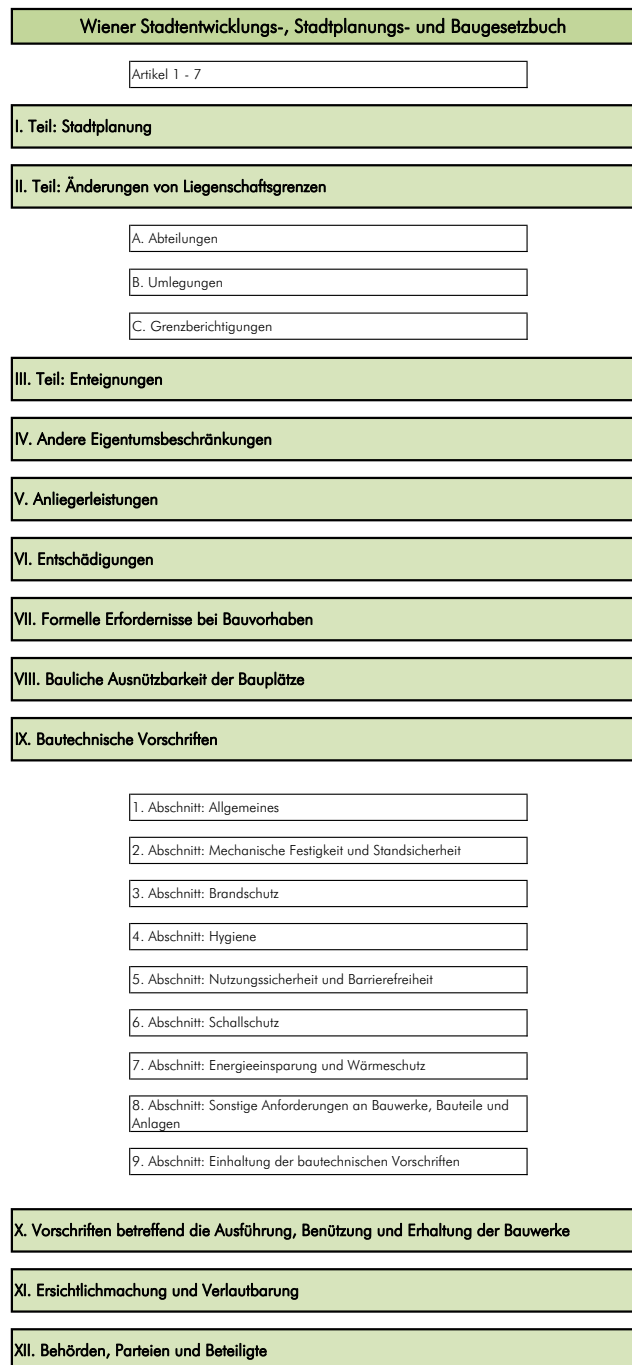 Wiener Stadtentwicklungs-, Stadtplanungs- und Baugesetzbuch
Artikel 1 - 7
I. Teil: Stadtplanung
II. Teil: Änderungen von Liegenschaftsgrenzen
A. Abteilungen
B. Umlegungen
C. Grenzberichtigungen
III. Teil: Enteignungen
IV. Andere Eigentumsbeschränkungen
V. Anliegerleistungen
VI. Entschädigungen
VII. Formelle Erfordernisse bei Bauvorhaben
VIII. Bauliche Ausnützbarkeit der Bauplätze
IX. Bautechnische Vorschriften
1. Abschnitt: Allgemeines
2. Abschnitt: Mechanische Festigkeit und Standsicherheit
3. Abschnitt: Brandschutz
4. Abschnitt: Hygiene
5. Abschnitt: Nutzungssicherheit und Barrierefreiheit
6. Abschnitt: Schallschutz
7. Abschnitt: Energieeinsparung und Wärmeschutz
8. Abschnitt: Sonstige Anforderungen an Bauwerke, Bauteile und
Anlagen
9. Abschnitt: Einhaltung der bautechnischen Vorschriften
X. Vorschriften betreffend die Ausführung, Benützung und Erhaltung der Bauwerke
XI. Ersichtlichmachung und Verlautbarung
XII. Behörden, Parteien und Beteiligte